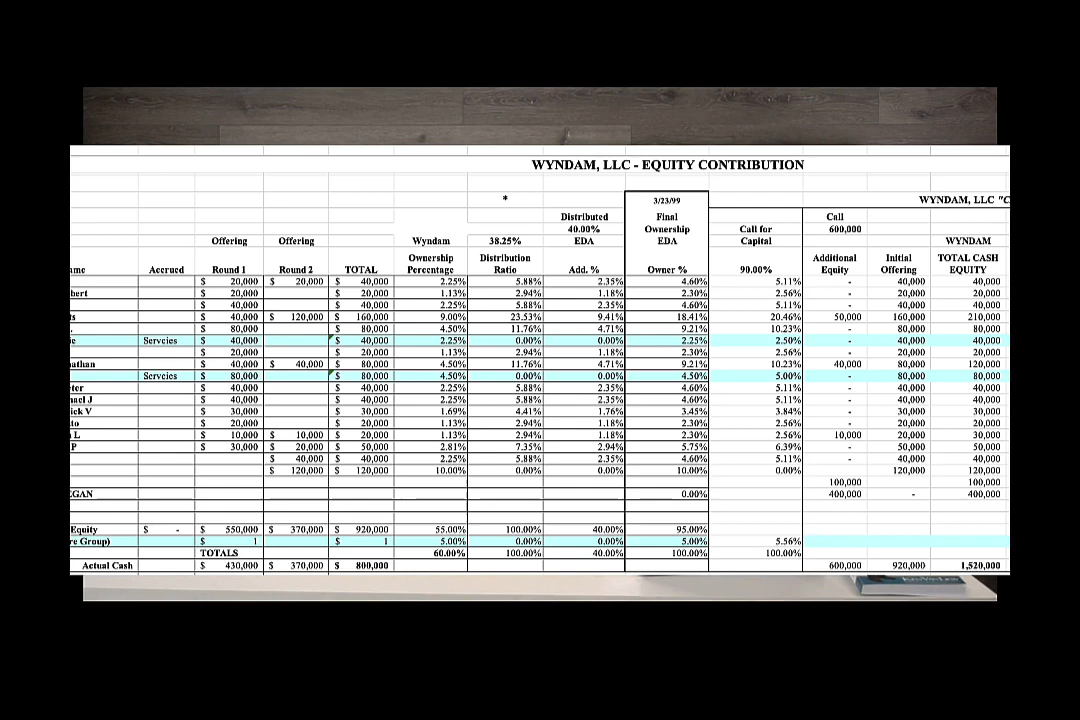 WYNDAM, LLC - EQUITY CONTRIBUTION
* 3/23/99 WYNDAM, LLC "C
Distributed Final Call
40.00% Ownership Call for 600,000
Offering Offering Wyndam 38.25% EDA EDA Capital WYNDAM
Ownership Distribution Additional Initial TOTAL CASH
me Accrued Round 1 Round 2 TOTAL Percentage Ratio Add. % Owner % 90.00% Equity Offering EQUITY
$ 20,000 $ 20,000 $ 40,000 2.25% 5.88% 2.35% 4.60% 5.11% - 40,000 40,000
bert $ 20,000 $ 20,000 1.13% 2.94% 1.18% 2.30% 2.56% - 20,000 20,000
$ 40,000 $ 40,000 2.25% 5.88% 2.35% 4.60% 5.11% - 40,000 40,000
ts $ 40,000 $ 120,000 $ 160,000 9.00% 23.53% 9.41% 18.41% 20.46% 50,000 160,000 210,000
. $ 80,000 $ 80,000 4.50% 11.76% 4.71% 9.21% 10.23% - 80,000 80,000
ie Servcies $ 40,000 $ 40,000 2.25% 0.00% 0.00% 2.25% 2.50% - 40,000 40,000
$ 20,000 $ 20,000 1.13% 2.94% 1.18% 2.30% 2.56% - 20,000 20,000
nathan $ 40,000 $ 40,000 $ 80,000 4.50% 11.76% 4.71% 9.21% 10.23% 40,000 80,000 120,000
Servcies $ 80,000 $ 80,000 4.50% 0.00% 0.00% 4.50% 5.00% - 80,000 80,000
ter $ 40,000 $ 40,000 2.25% 5.88% 2.35% 4.60% 5.11% - 40,000 40,000
hael J $ 40,000 $ 40,000 2.25% 5.88% 2.35% 4.60% 5.11% - 40,000 40,000
ick V $ 30,000 $ 30,000 1.69% 4.41% 1.76% 3.45% 3.84% - 30,000 30,000
to $ 20,000 $ 20,000 1.13% 2.94% 1.18% 2.30% 2.56% - 20,000 20,000
L $ 10,000 $ 10,000 $ 20,000 1.13% 2.94% 1.18% 2.30% 2.56% 10,000 20,000 30,000
P $ 30,000 $ 20,000 $ 50,000 2.81% 7.35% 2.94% 5.75% 6.39% - 50,000 50,000
$ 40,000 $ 40,000 2.25% 5.88% 2.35% 4.60% 5.11% - 40,000 40,000
$ 120,000 $ 120,000 10.00% 0.00% 0.00% 10.00% 0.00% 120,000 120,000
100,000 100,000
EGAN 0.00% 400,000 - 400,000
Equity $ - $ 550,000 $ 370,000 $ 920,000 55.00% 100.00% 40.00% 95.00%
re Group) $ 1 $ 1 5.00% 0.00% 0.00% 5.00% 5.56%
TOTALS 60.00% 100.00% 40.00% 100.00% 100.00%
Actual Cash $ 430,000 $ 370,000 $ 800,000 600,000 920,000 1,520,000